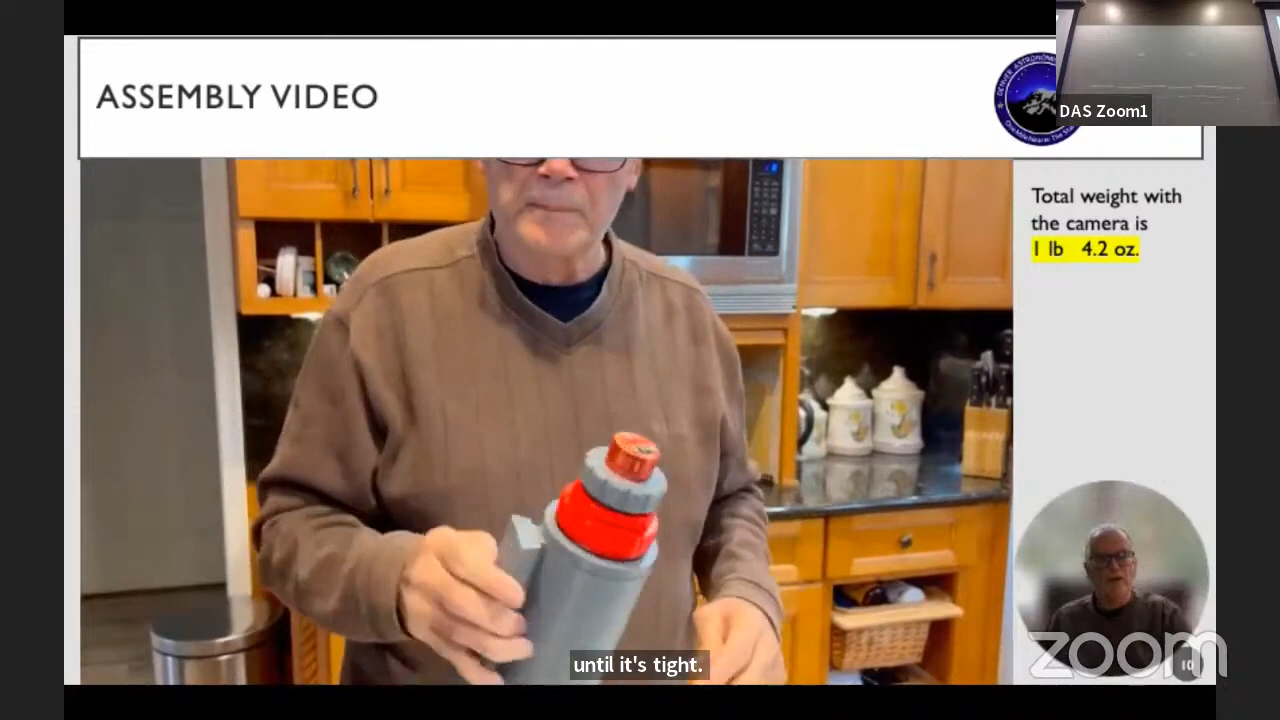 ASSEMBLY VIDEO
DAS Zoom1
Total weight with
the camera is
1 lb 4.2 oz.
until it's tight.
zoom
10